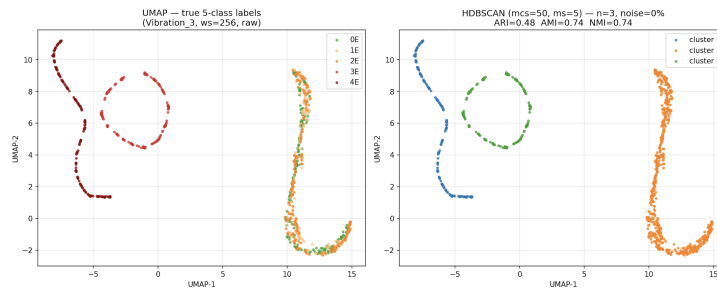 UMAP — true 5-class labels
(Vibration_3, ws=256, raw)
0E
1E
2E
3E
4E
UMAP-2
10
8
6
4
2
0
−2
−5
0
5
10
15
UMAP-1
HDBSCAN (mcs=50, ms=5) — n=3, noise=0%
ARI=0.48 AMI=0.74 NMI=0.74
cluster
cluster
cluster
UMAP-2
10
8
6
4
2
0
−2
−5
0
5
10
15
UMAP-1